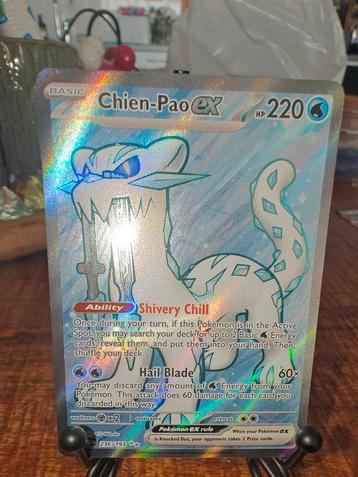 BASIC
Chien-Pao ex HP 220
Ability Shivery Chill
Once during your turn, if this Pokémon is in the Active
Spot, you may search your deck for up to 2 Basic Energy
cards, reveal them, and put them into your hand. Then,
shuffle your deck.
Hail Blade 60×
You may discard any amount of Energy from your
Pokémon. This attack does 60 damage for each card you
discarded in this way.
weakness ×2 resistance retreat
Pokémon ex rule When your Pokémon ex
is Knocked Out, your opponent takes 2 Prize cards.
236/193